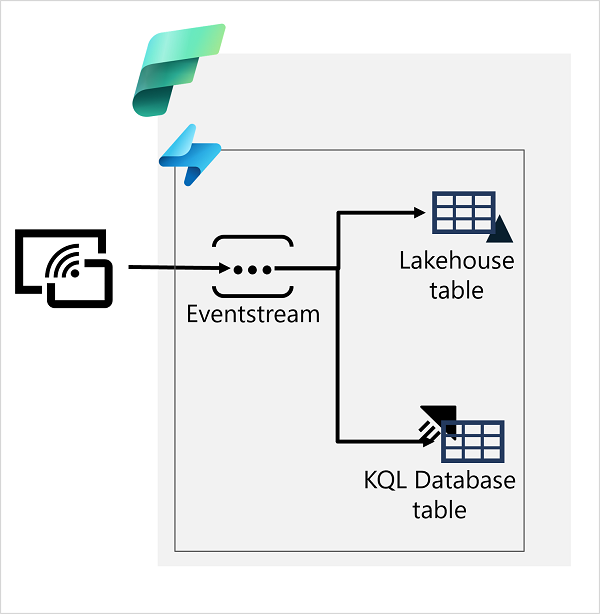 Lakehouse
table
Eventstream
KQL Database
table